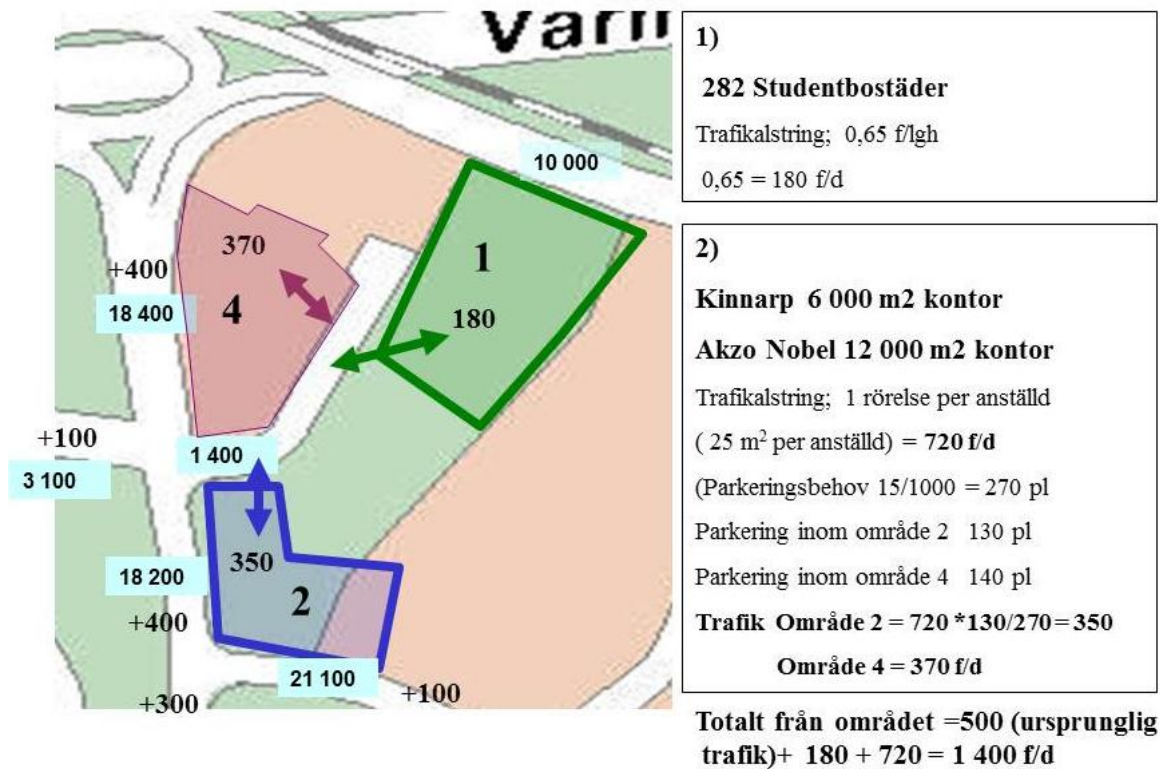 Varm
10 000
1
180
370
4
+400
18 400
+100
3 100
1 400
350
2
18 200
+400
21 100
+100
+300
1)
282 Studentbostäder
Trafikalstring; 0,65 f/lgh
0,65 = 180 f/d
2)
Kinnarp 6 000 m2 kontor
Akzo Nobel 12 000 m2 kontor
Trafikalstring; 1 rörelse per anställd
( 25 m² per anställd) = 720 f/d
(Parkeringsbehov 15/1000 = 270 pl
Parkering inom område 2 130 pl
Parkering inom område 4 140 pl
Trafik Område 2 = 720 *130/270 = 350
Område 4 = 370 f/d
Totalt från området =500 (ursprunglig
trafik)+ 180 + 720 = 1 400 f/d